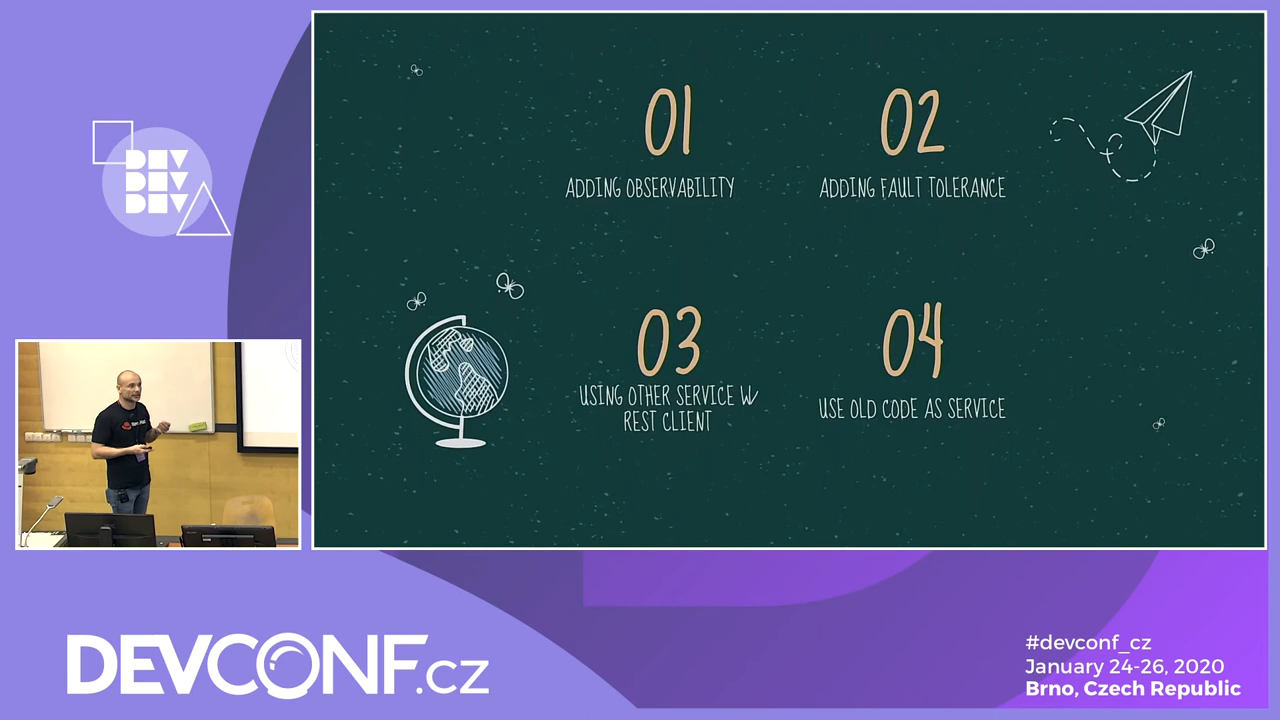 DEV
DEV
DEV
01
ADDING OBSERVABILITY
02
ADDING FAULT TOLERANCE
03
USING OTHER SERVICE W
REST CLIENT
04
USE OLD CODE AS SERVICE
DEVCONF.cz
#devconf_cz
January 24-26, 2020
Brno, Czech Republic